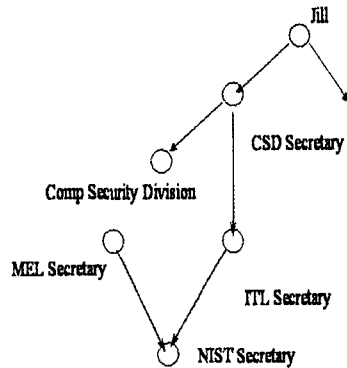 Jill
CSD Secretary
Comp Security Division
MEL Secretary
ITL Secretary
NIST Secretary